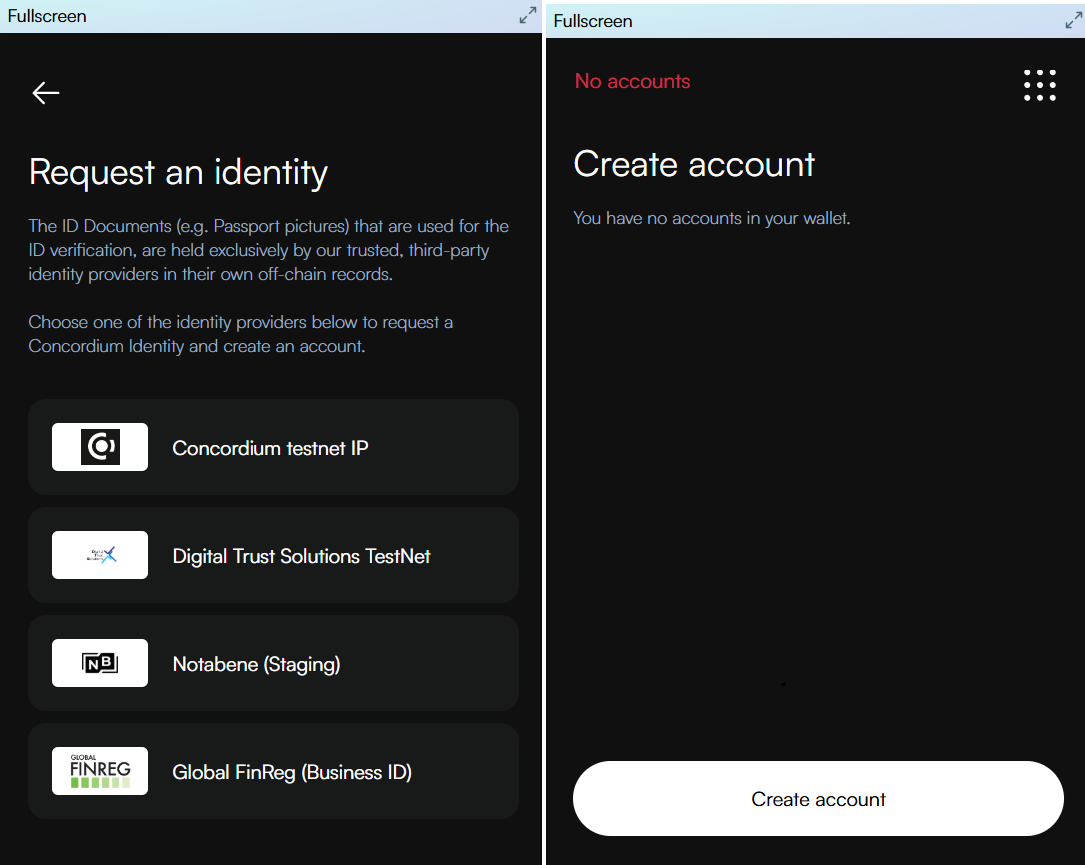 Fullscreen
Request an identity
The ID Documents (e.g. Passport pictures) that are used for the
ID verification, are held exclusively by our trusted, third-party
identity providers in their own off-chain records.
Choose one of the identity providers below to request a
Concordium Identity and create an account.
Concordium testnet IP
Digital Trust Solutions TestNet
NB
Notabene (Staging)
GLOBAL
FINREG
Global FinReg (Business ID)
Fullscreen
No accounts
Create account
You have no accounts in your wallet.
Create account